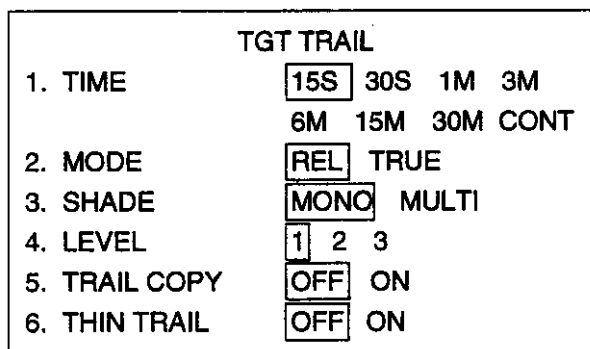 TGT TRAIL
1. TIME 15S 30S 1M 3M
6M 15M 30M CONT
2. MODE REL TRUE
3. SHADE MONO MULTI
4. LEVEL 1 2 3
5. TRAIL COPY OFF ON
6. THIN TRAIL OFF ON